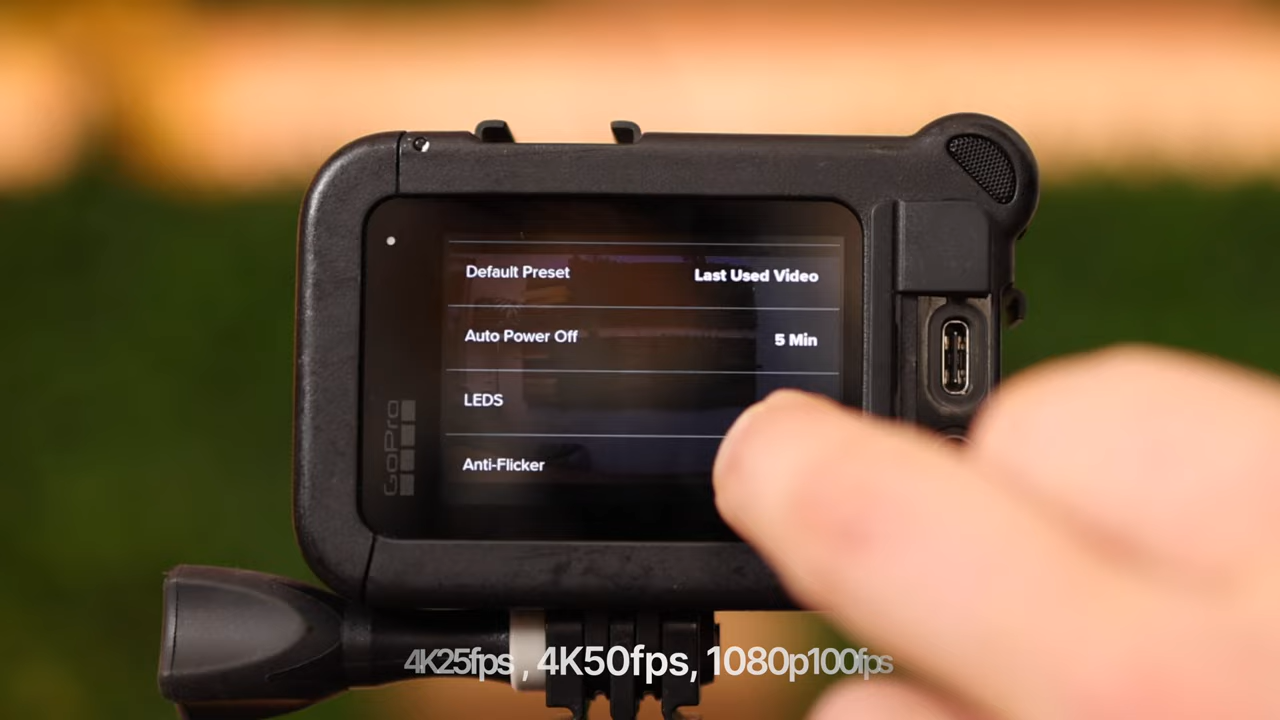 Default Preset Last Used Video
Auto Power Off 5 Min
LEDS
Anti-Flicker
GoPro
4K25fps , 4K50fps, 1080p100fps